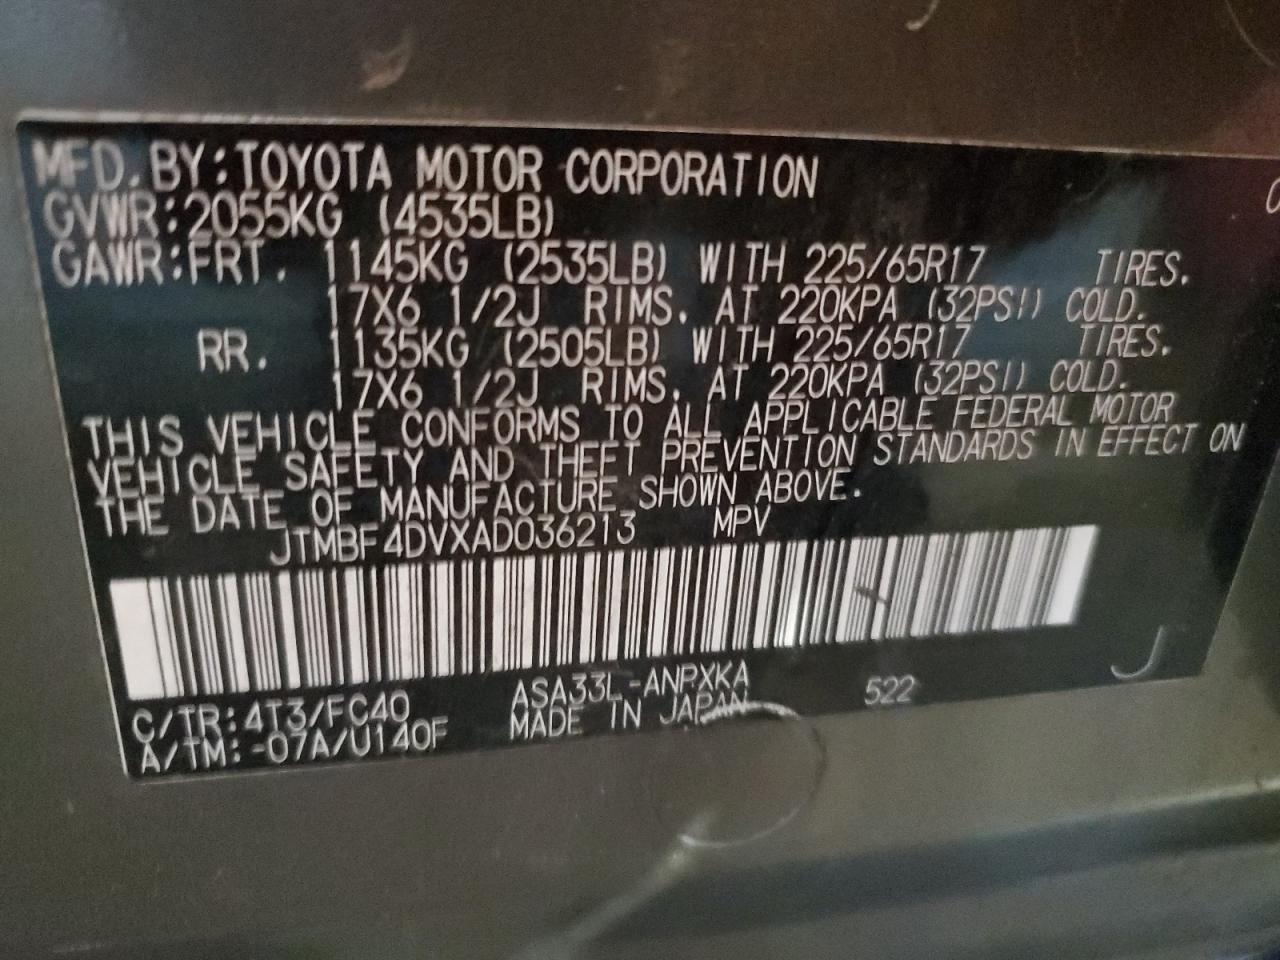 MFD. BY: TOYOTA MOTOR CORPORATION
GVWR: 2055KG (4535LB)
GAWR: FRT. 1145KG (2535LB) WITH 225/65R17 TIRES.
17X6 1/2J RIMS. AT 220KPA (32PSI) COLD.
RR. 1135KG (2505LB) WITH 225/65R17 TIRES.
17X6 1/2J RIMS. AT 220KPA (32PSI) COLD.
THIS VEHICLE CONFORMS TO ALL APPLICABLE FEDERAL MOTOR
VEHICLE SAFETY AND THEFT PREVENTION STANDARDS IN EFFECT ON
THE DATE OF MANUFACTURE SHOWN ABOVE.
JTMBF4DVXAD036213 MPV
C/TR: 4T3/FC40 ASA33L-ANPXKA 522 J
A/TM: -07A/U140F MADE IN JAPAN